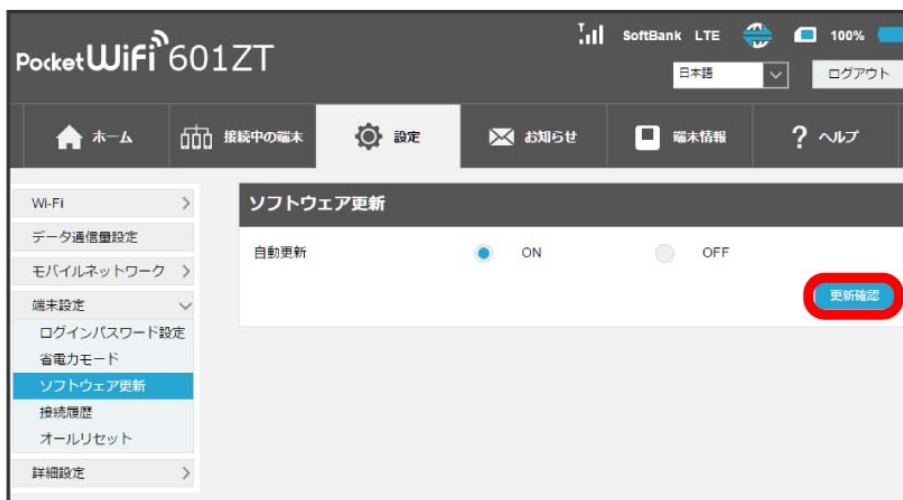 SoftBank LTE 100%
Pocket WiFi 601ZT
日本語 ログアウト
ホーム 接続中の端末 設定 お知らせ 端末情報 ? ヘルプ
Wi-Fi
ソフトウェア更新
データ通信量設定
自動更新 ON OFF
モバイルネットワーク
更新確認
端末設定
ログインパスワード設定
省電力モード
ソフトウェア更新
接続履歴
オールリセット
詳細設定